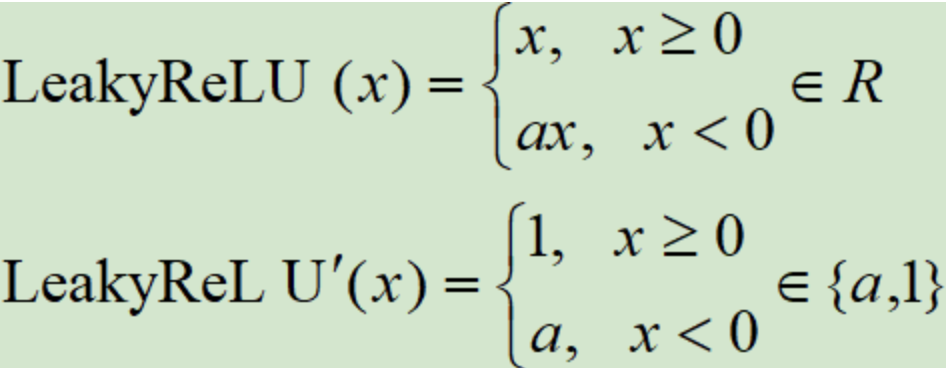 LeakyReLU (x) = { x, x ≥ 0
ax, x < 0 ∈ R
LeakyReL U′(x) = { 1, x ≥ 0
a, x < 0 ∈ {a,1}